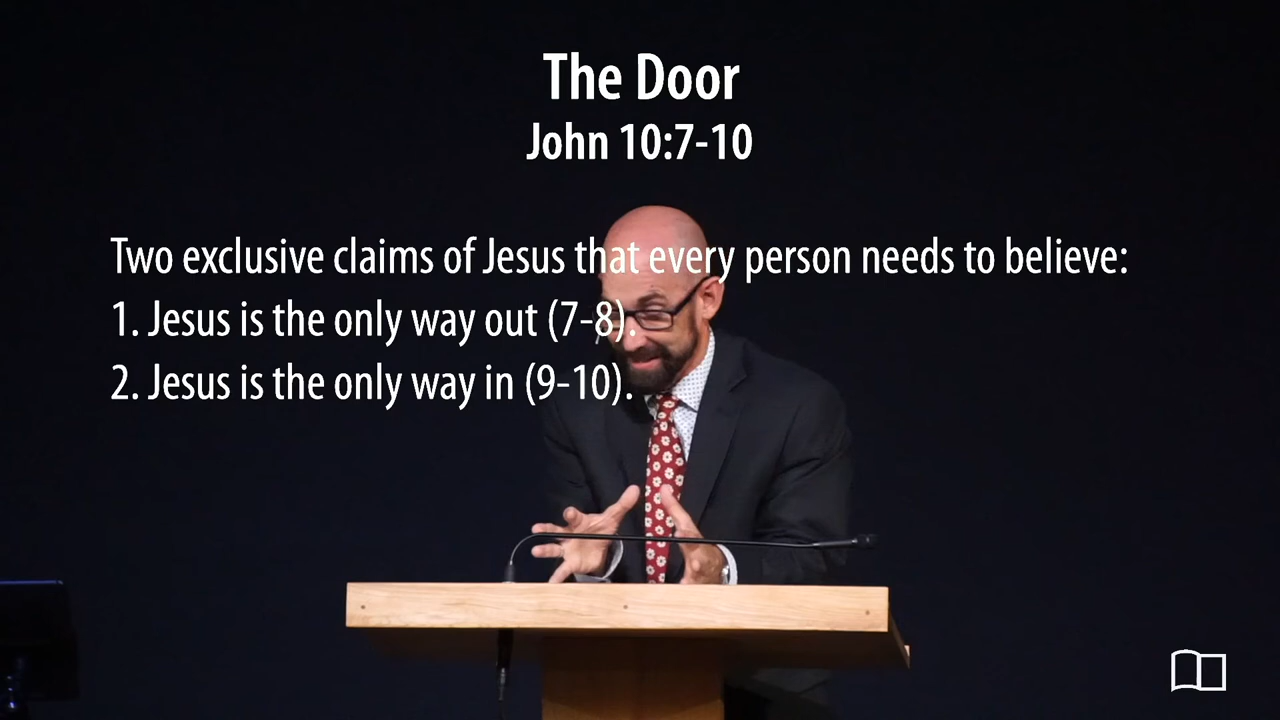 The Door
John 10:7-10
Two exclusive claims of Jesus that every person needs to believe:
1. Jesus is the only way out (7-8).
2. Jesus is the only way in (9-10).